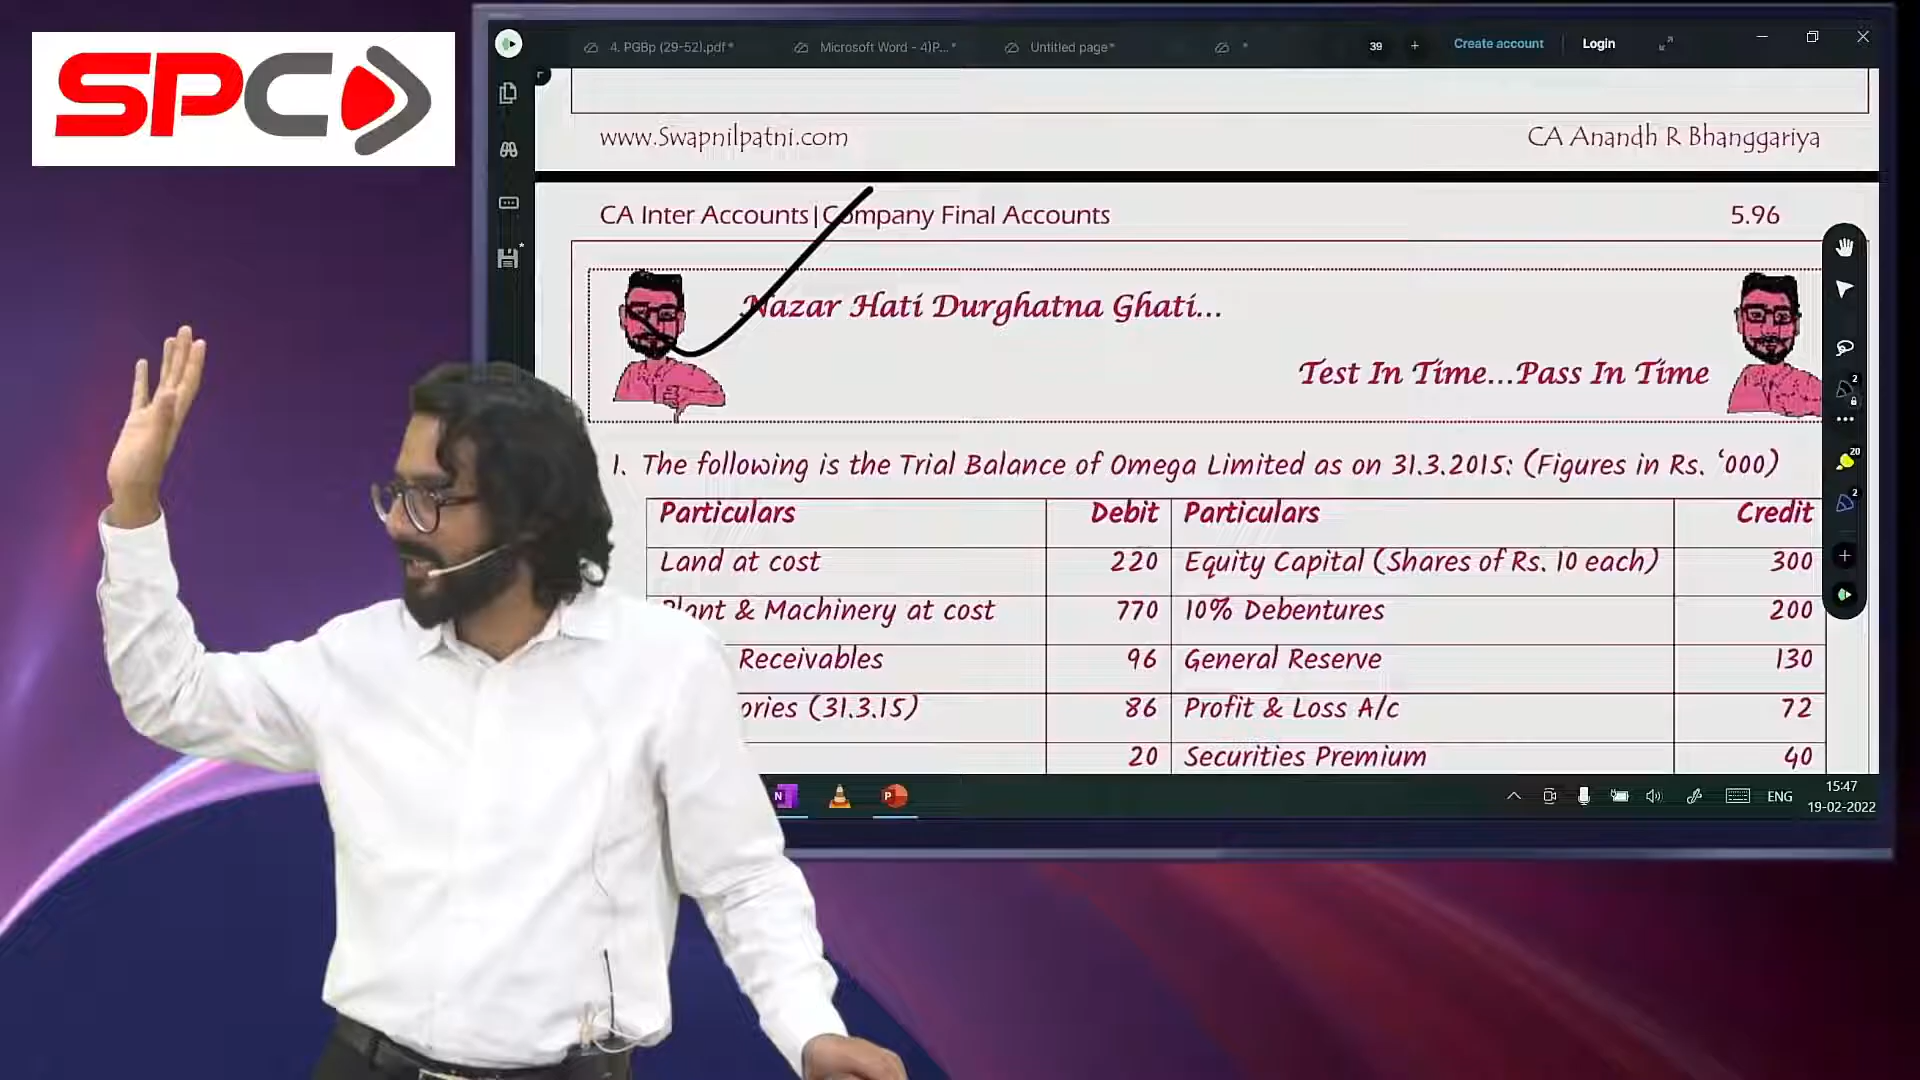 SPC
4. PGBp (29-52).pdf*
Microsoft Word - 4)P...*
Untitled page*
*
39
+
Create account
Login
www.Swapnilpatni.com
CA Anandh R Bhanggariya
CA Inter Accounts|Company Final Accounts
5.96
Nazar Hati Durghatna Ghati...
Test In Time...Pass In Time
1. The following is the Trial Balance of Omega Limited as on 31.3.2015: (Figures in Rs. ‘000)
Particulars Debit Particulars Credit
Land at cost 220 Equity Capital (Shares of Rs. 10 each) 300
Plant & Machinery at cost 770 10% Debentures 200
Receivables 96 General Reserve 130
ories (31.3.15) 86 Profit & Loss A/c 72
20 Securities Premium 40
2
20
2
N
P
ENG
15:47
19-02-2022